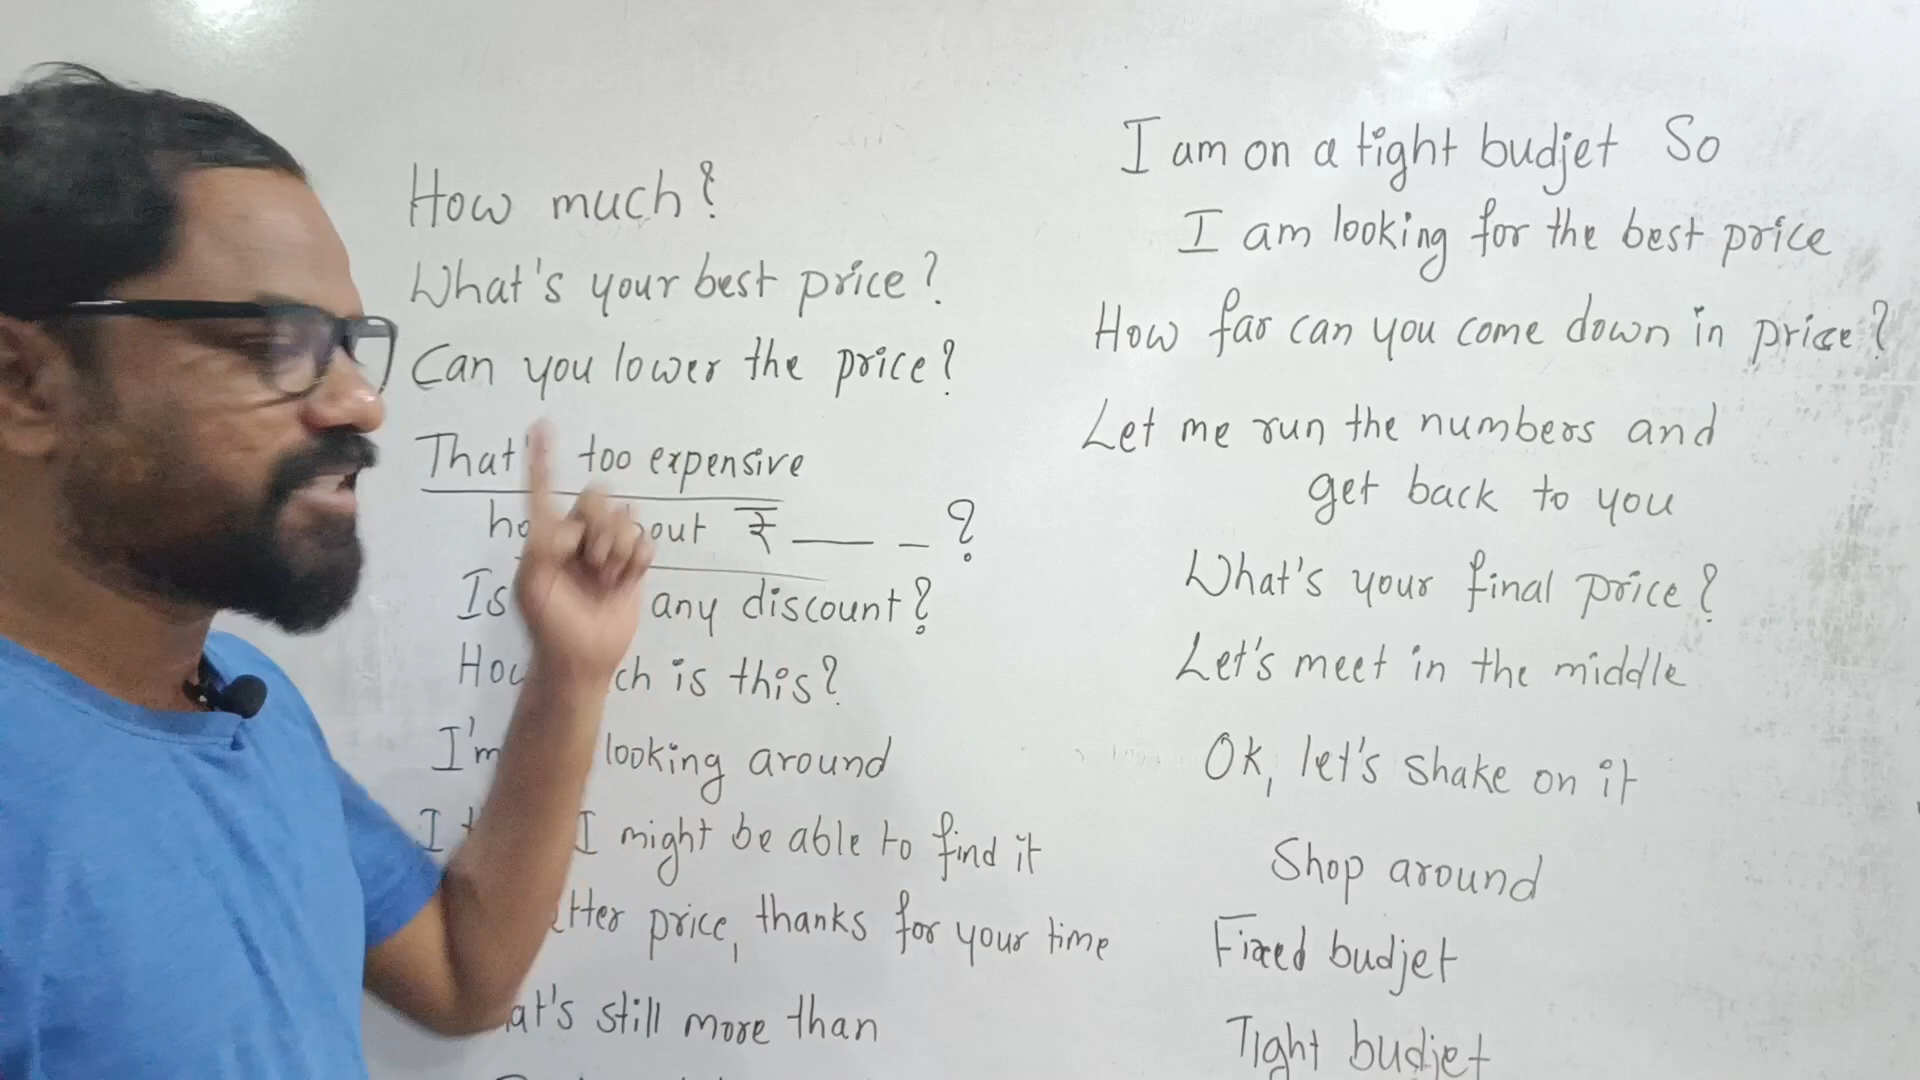 How much?
What's your best price?
Can you lower the price?
That's too expensive
about ₹ ___ _ ?
Is any discount?
How is this?
I'm looking around
I I might be able to find it
price, thanks for your time
still more than
I am on a tight budjet So
I am looking for the best price
How far can you come down in price?
Let me run the numbers and
get back to you
What's your final price?
Let's meet in the middle
Ok, let's shake on it
Shop around
Fixed budjet
Tight budjet